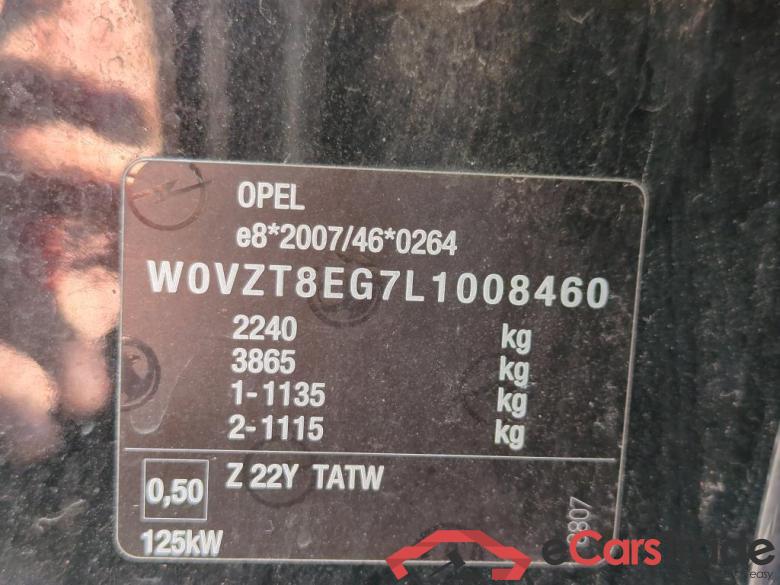 OPEL
e8*2007/46*0264
W0VZT8EG7L1008460
2240 kg
3865 kg
1-1135 kg
2-1115 kg
0,50 Z 22Y TATW
125kW